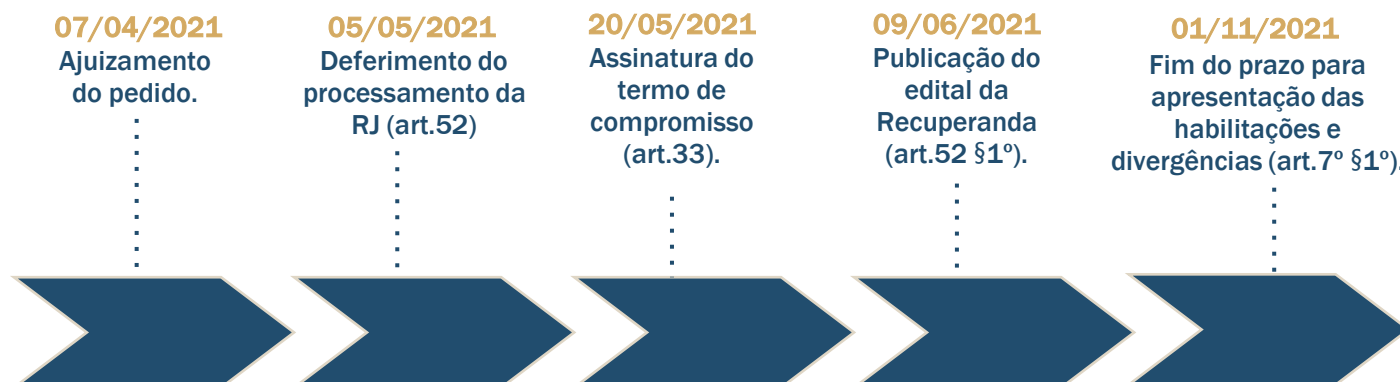 07/04/2021
Ajuizamento
do pedido.
05/05/2021
Deferimento do
processamento da
RJ (art.52)
20/05/2021
Assinatura do
termo de
compromisso
(art.33).
09/06/2021
Publicação do
edital da
Recuperanda
(art.52 §1º).
01/11/2021
Fim do prazo para
apresentação das
habilitações e
divergências (art.7º §1º).